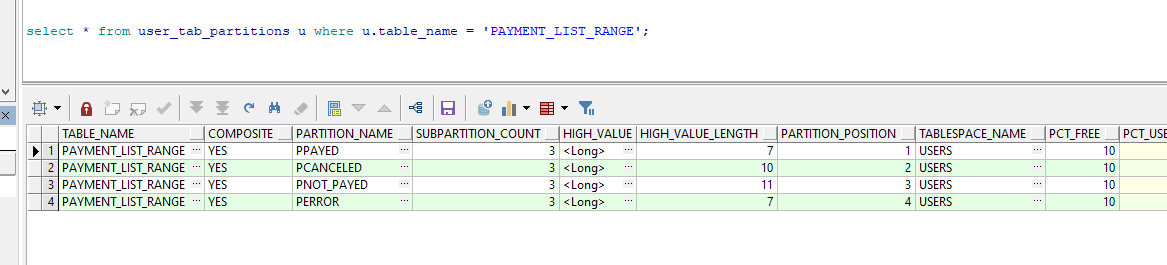 select * from user_tab_partitions u where u.table_name = 'PAYMENT_LIST_RANGE';
TABLE_NAME COMPOSITE PARTITION_NAME SUBPARTITION_COUNT HIGH_VALUE HIGH_VALUE_LENGTH PARTITION_POSITION TABLESPACE_NAME PCT_FREE PCT_USE
1 PAYMENT_LIST_RANGE ... YES PPAYED ... 3 <Long> ... 7 1 USERS 10
2 PAYMENT_LIST_RANGE ... YES PCANCELED ... 3 <Long> ... 10 2 USERS 10
3 PAYMENT_LIST_RANGE ... YES PNOT_PAYED ... 3 <Long> ... 11 3 USERS 10
4 PAYMENT_LIST_RANGE ... YES PERROR ... 3 <Long> ... 7 4 USERS 10